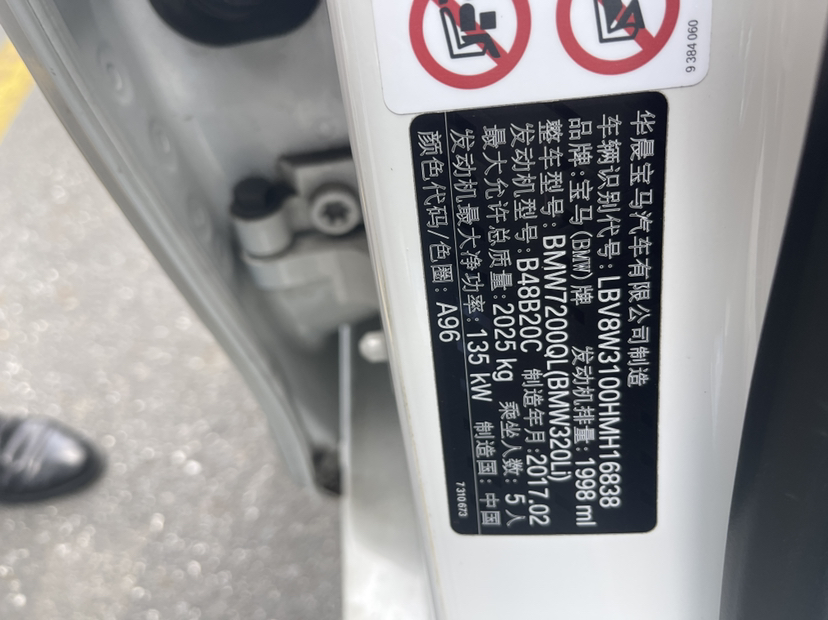 9 384 060
华晨宝马汽车有限公司制造
车辆识别代号: LBV8W3100HMH16838
品牌: 宝马(BMW)牌 发动机排量: 1998 ml
整车型号: BMW7200QL(BMW320Li)
发动机型号: B48B20C 制造年月: 2017.02
最大允许总质量: 2025 kg 乘坐人数: 5人
发动机最大净功率: 135 kW 制造国: 中国
颜色代码/色圈: A96
7 310 673